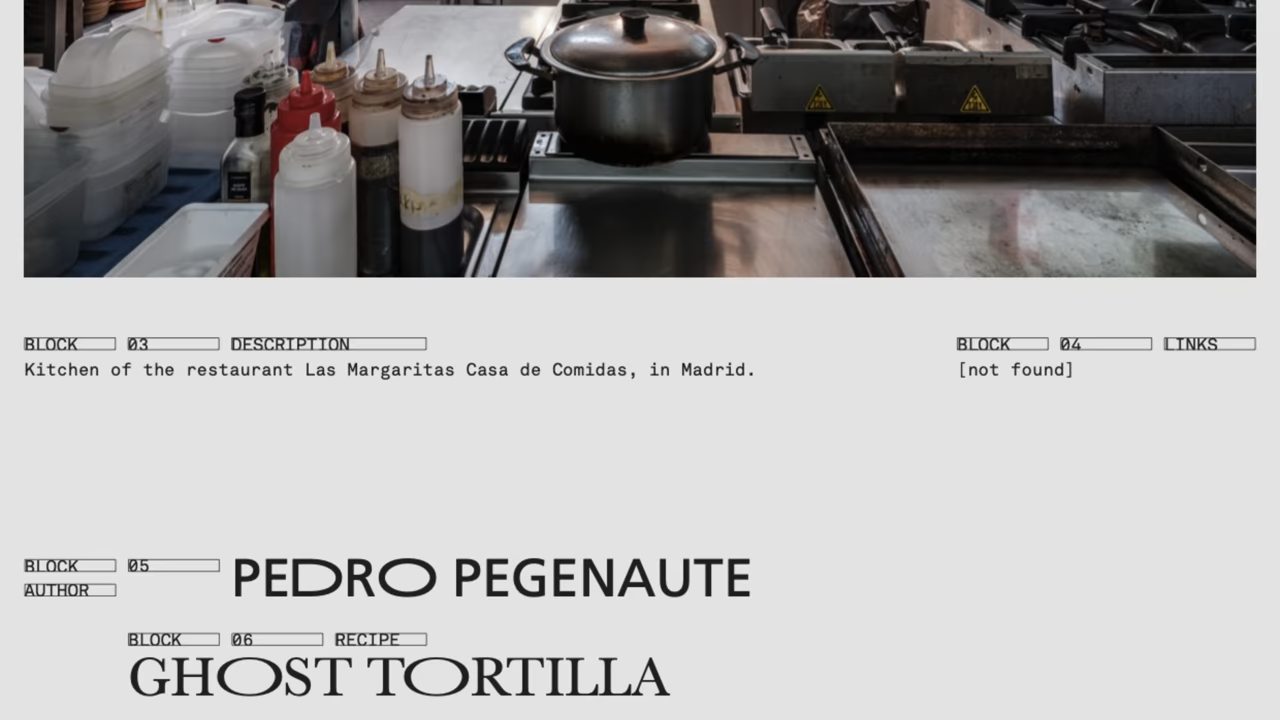 BLOCK 03 DESCRIPTION
Kitchen of the restaurant Las Margaritas Casa de Comidas, in Madrid.
BLOCK 04 LINKS
[not found]
BLOCK 05 PEDRO PEGENAUTE
AUTHOR
BLOCK 06 RECIPE
GHOST TORTILLA